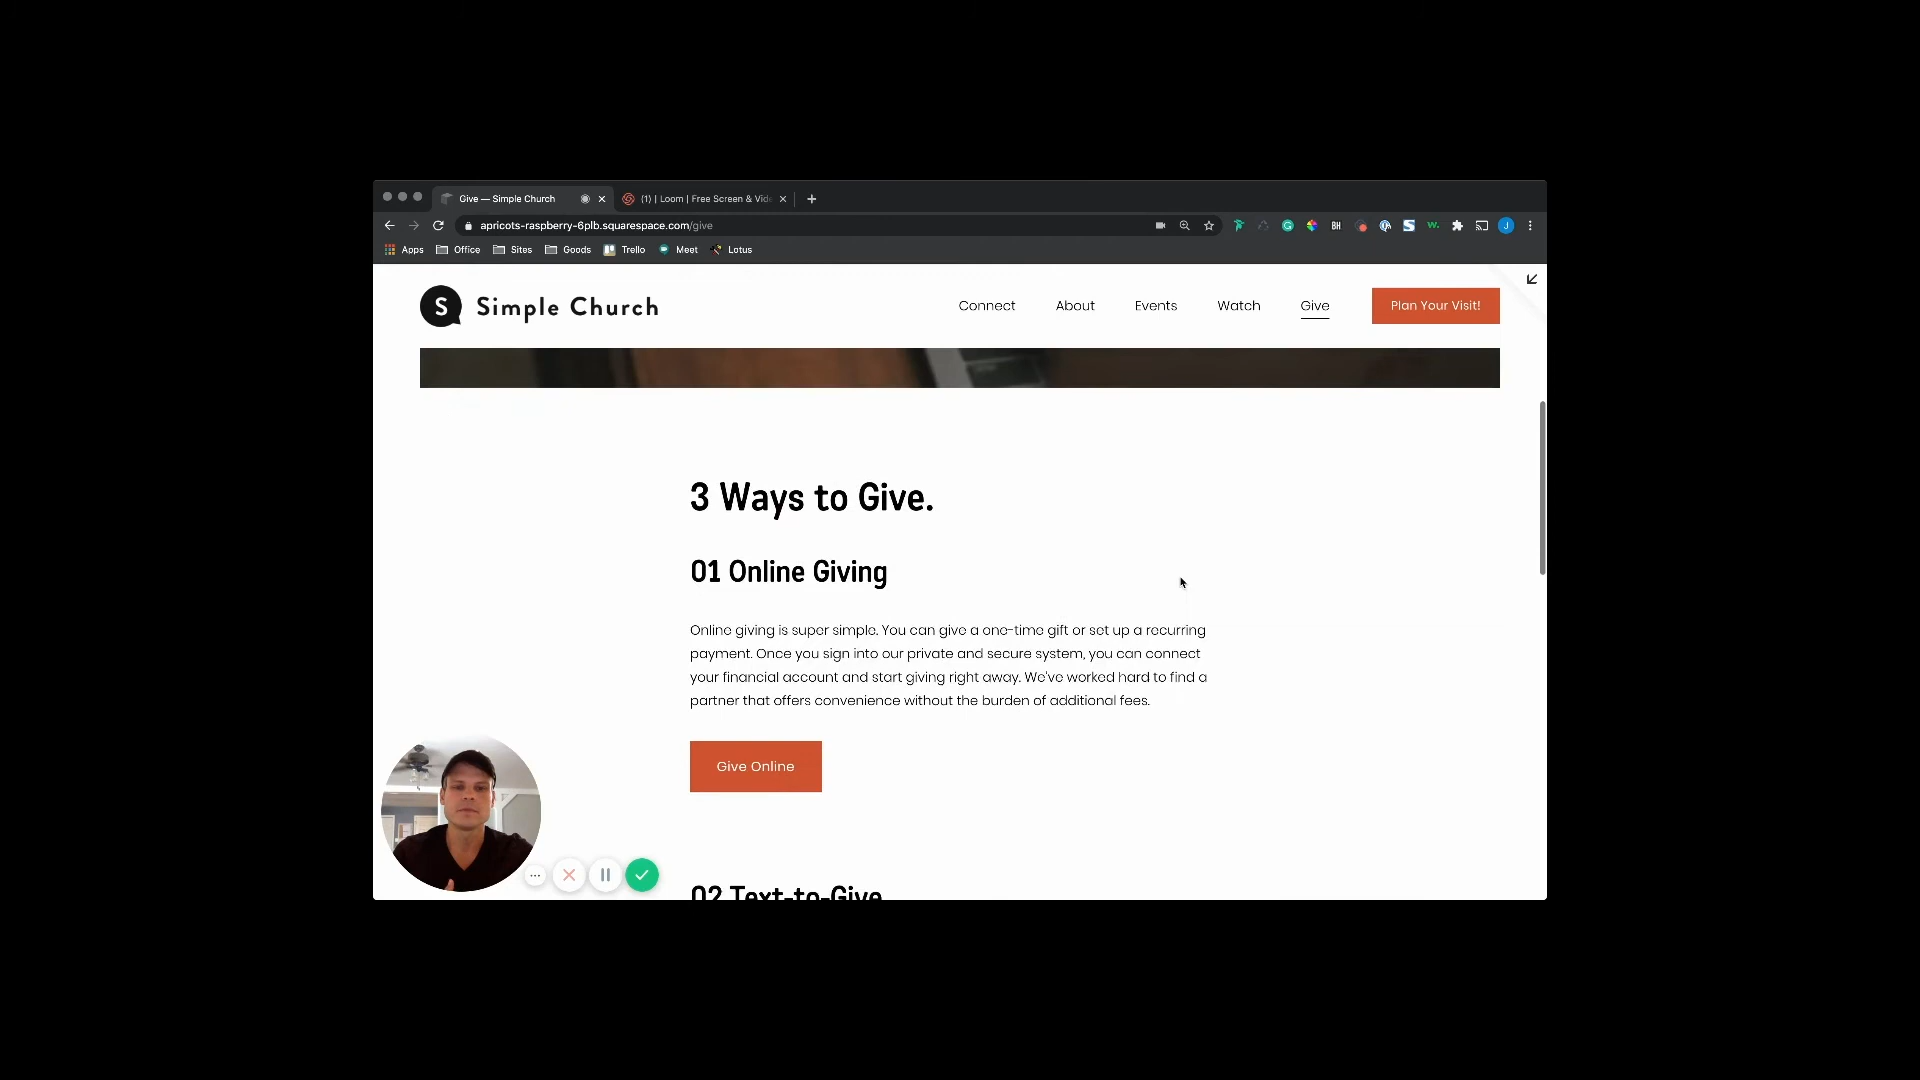 Give — Simple Church
(1) | Loom | Free Screen & Vid
apricots-raspberry-6plb.squarespace.com/give
BH
S
w.
J
Apps
Office
Sites
Goods
Trello
Meet
Lotus
S
Simple Church
Connect
About
Events
Watch
Give
Plan Your Visit!
3 Ways to Give.
01 Online Giving
Online giving is super simple. You can give a one-time gift or set up a recurring
payment. Once you sign into our private and secure system, you can connect
your financial account and start giving right away. We've worked hard to find a
partner that offers convenience without the burden of additional fees.
Give Online
02 Text-to-Give